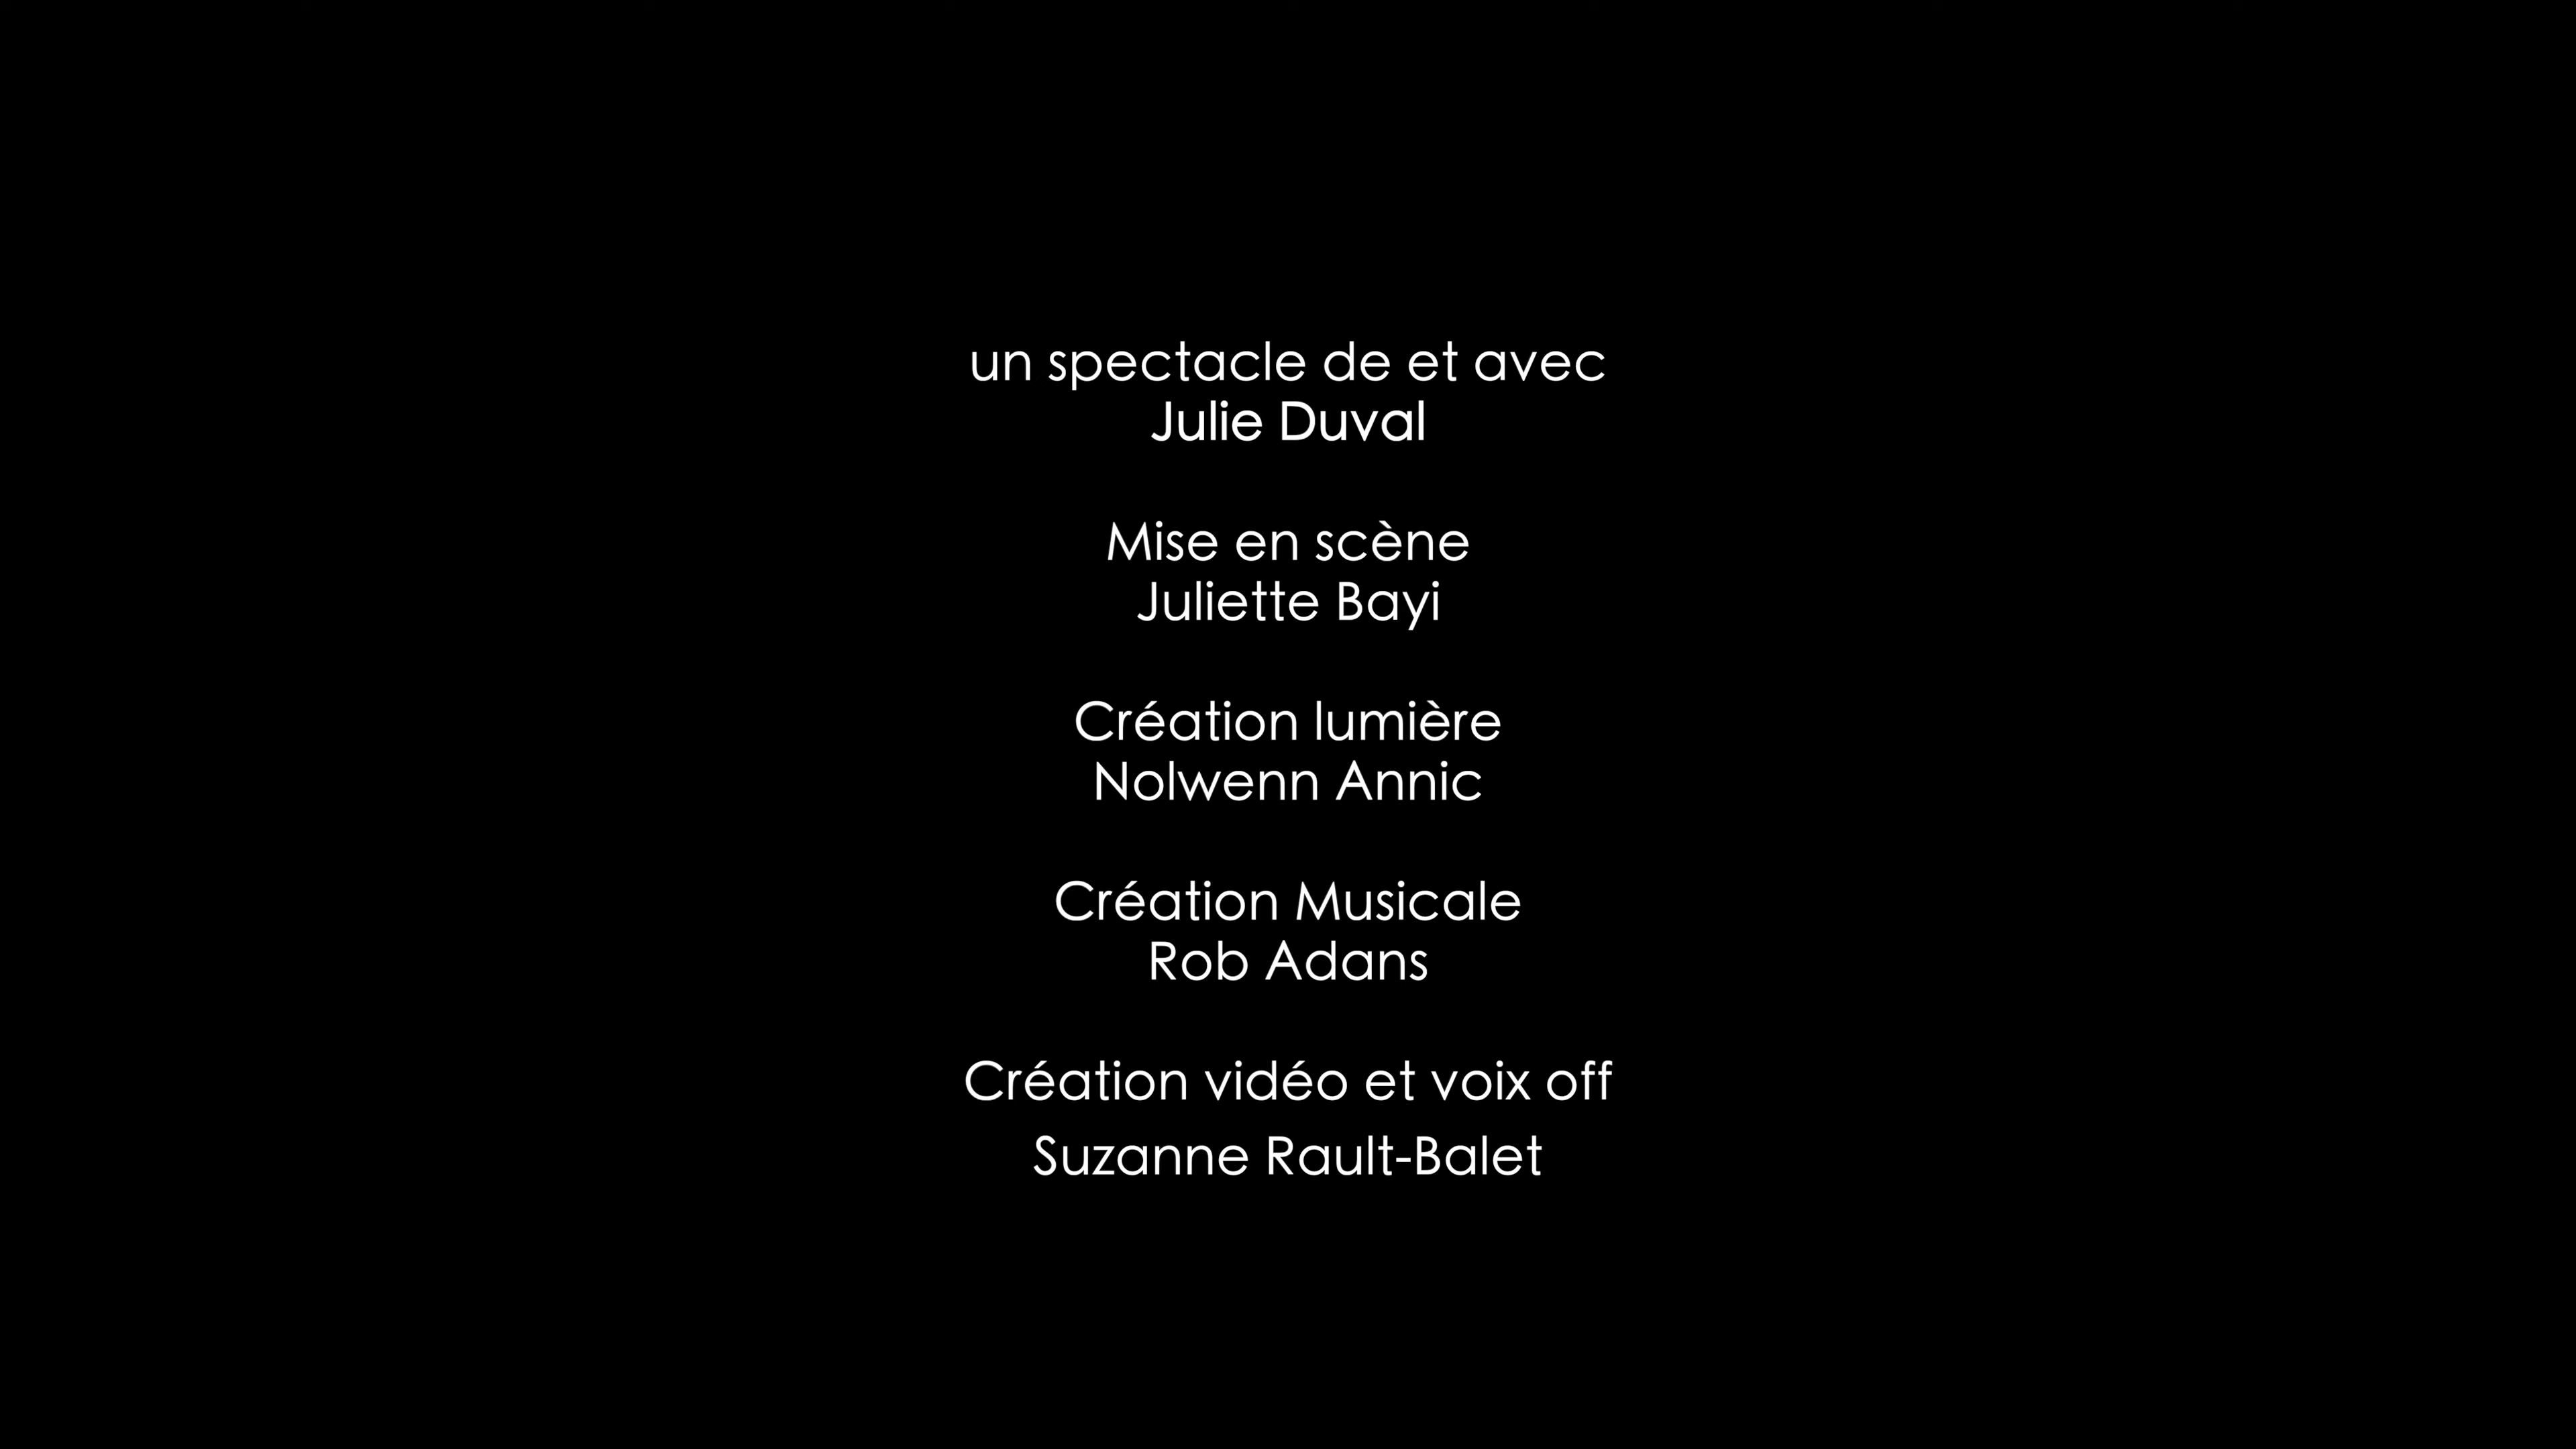 un spectacle de et avec
Julie Duval
Mise en scène
Juliette Bayi
Création lumière
Nolwenn Annic
Création Musicale
Rob Adans
Création vidéo et voix off
Suzanne Rault-Balet